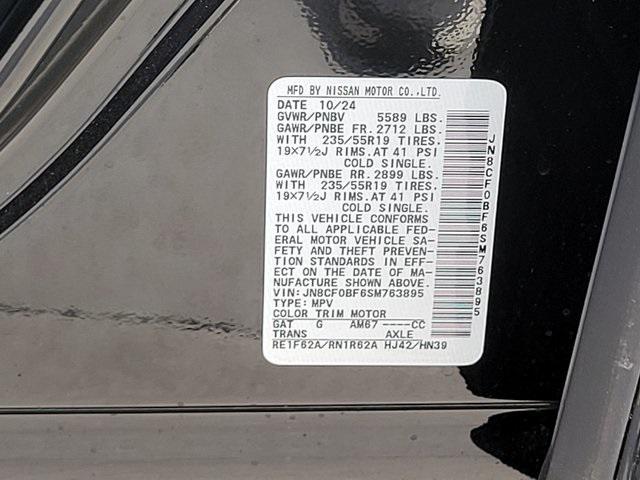 MFD BY NISSAN MOTOR CO.,LTD.
DATE 10/24
GVWR/PNBV 5589 LBS.
GAWR/PNBE FR. 2712 LBS.
WITH 235/55R19 TIRES.
19X7½J RIMS. AT 41 PSI
COLD SINGLE.
GAWR/PNBE RR. 2899 LBS.
WITH 235/55R19 TIRES.
19X7½J RIMS. AT 41 PSI
COLD SINGLE.
THIS VEHICLE CONFORMS
TO ALL APPLICABLE FED-
ERAL MOTOR VEHICLE SA-
FETY AND THEFT PREVEN-
TION STANDARDS IN EFF-
ECT ON THE DATE OF MA-
NUFACTURE SHOWN ABOVE.
VIN: JN8CF0BF6SM763895
TYPE: MPV
COLOR TRIM MOTOR
GAT G AM67 ----CC
TRANS AXLE
RE1F62A/RN1R62A HJ42/HN39
JN8CF0BF6SM763895